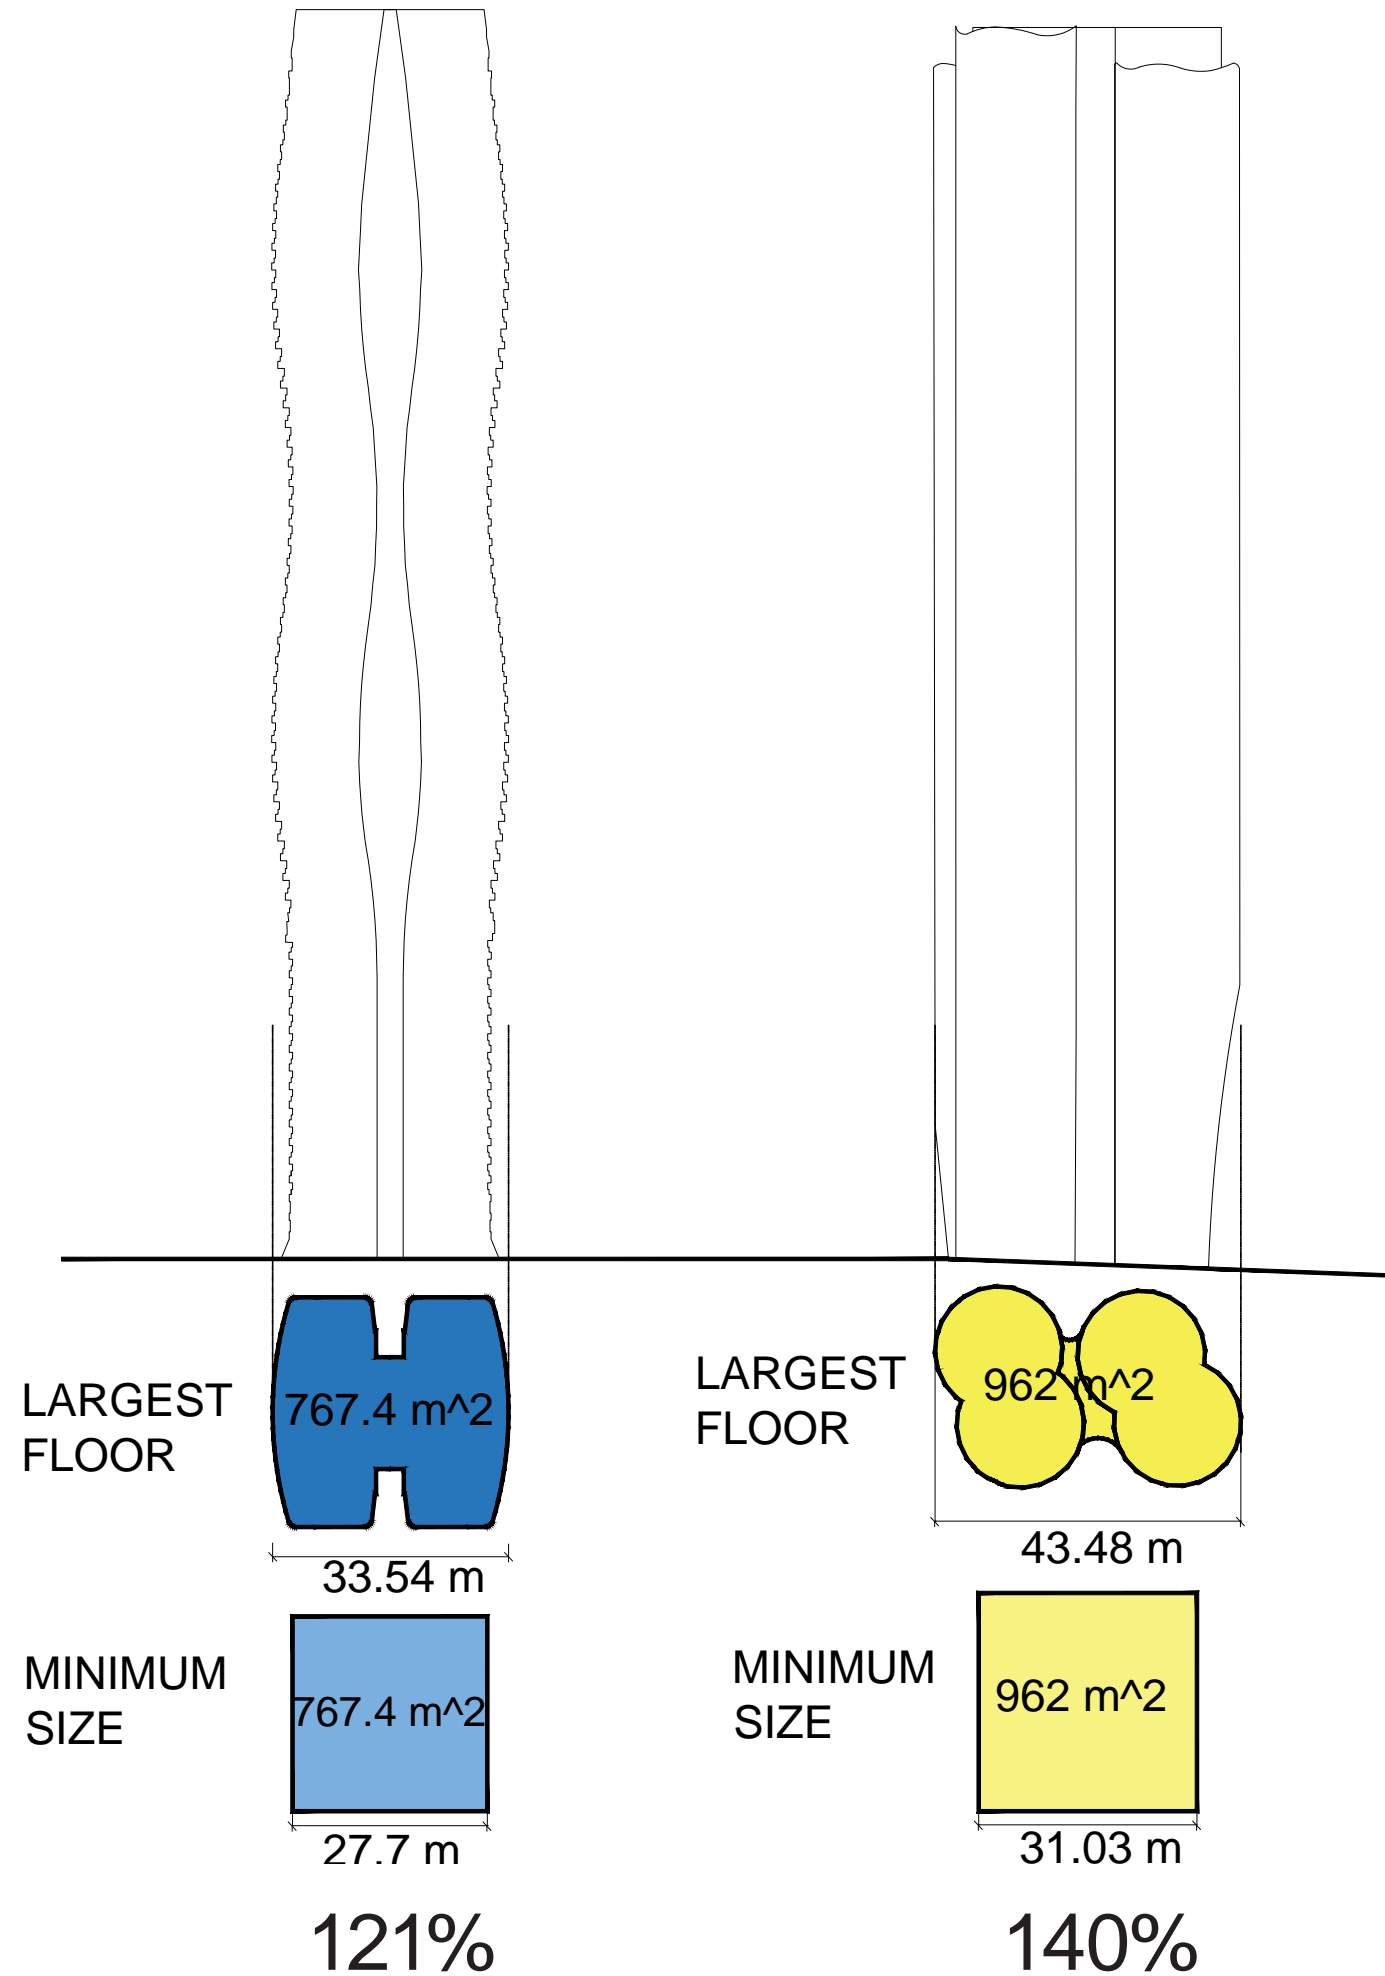 LARGEST
FLOOR
767.4 m^2
33.54 m
MINIMUM
SIZE
767.4 m^2
27.7 m
121%
LARGEST
FLOOR
962 m^2
43.48 m
MINIMUM
SIZE
962 m^2
31.03 m
140%